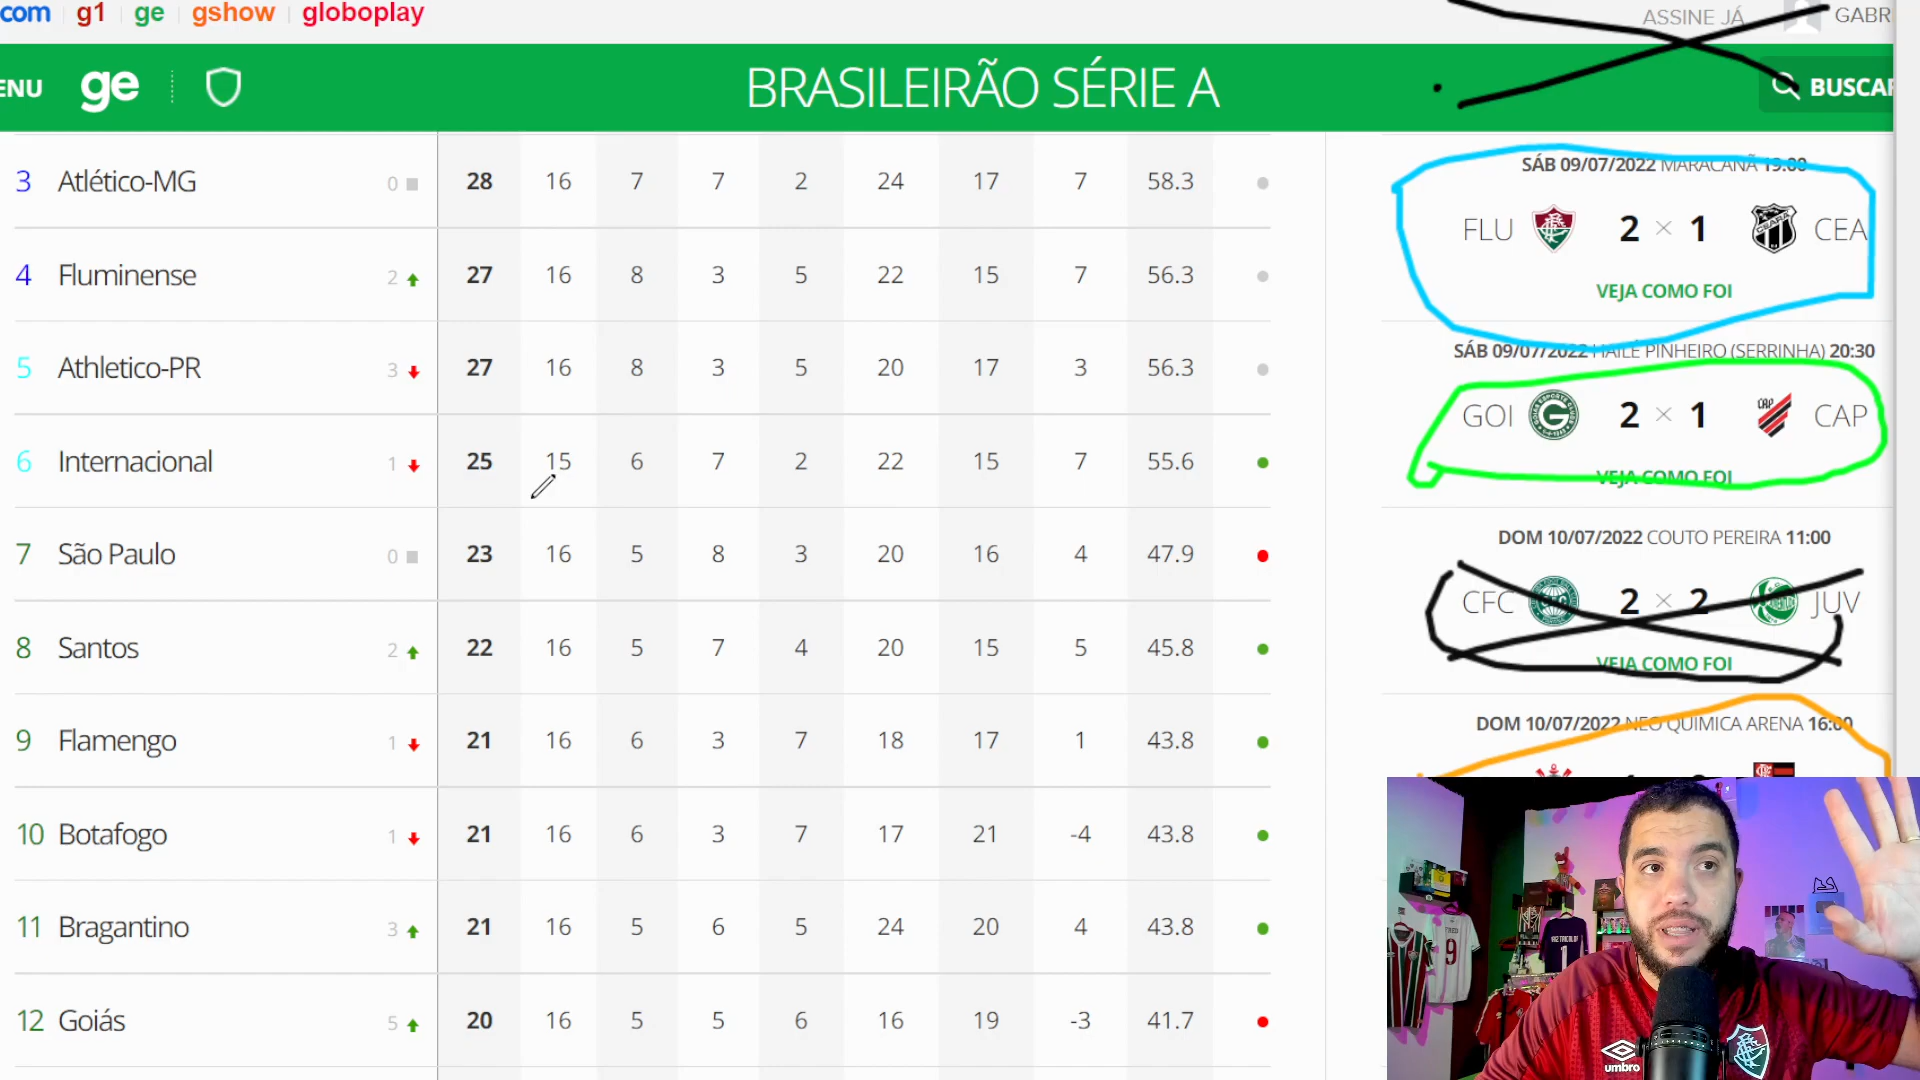 com g1 ge gshow globoplay
ASSINE JÁ
GABRI
ENU ge BRASILEIRÃO SÉRIE A BUSCAR
3 Atlético-MG 0 28 16 7 7 2 24 17 7 58.3
4 Fluminense 2 27 16 8 3 5 22 15 7 56.3
5 Athletico-PR 3 27 16 8 3 5 20 17 3 56.3
6 Internacional 1 25 15 6 7 2 22 15 7 55.6
7 São Paulo 0 23 16 5 8 3 20 16 4 47.9
8 Santos 2 22 16 5 7 4 20 15 5 45.8
9 Flamengo 1 21 16 6 3 7 18 17 1 43.8
10 Botafogo 1 21 16 6 3 7 17 21 -4 43.8
11 Bragantino 3 21 16 5 6 5 24 20 4 43.8
12 Goiás 5 20 16 5 5 6 16 19 -3 41.7
SÁB 09/07/2022 MARACANÃ 19:00
FLU 2 × 1 CEA
VEJA COMO FOI
SÁB 09/07/2022 HAILÉ PINHEIRO (SERRINHA) 20:30
GOI 2 × 1 CAP
VEJA COMO FOI
DOM 10/07/2022 COUTO PEREIRA 11:00
CFC 2 × 2 JUV
VEJA COMO FOI
DOM 10/07/2022 NEO QUÍMICA ARENA 16:00
9
1
umbro